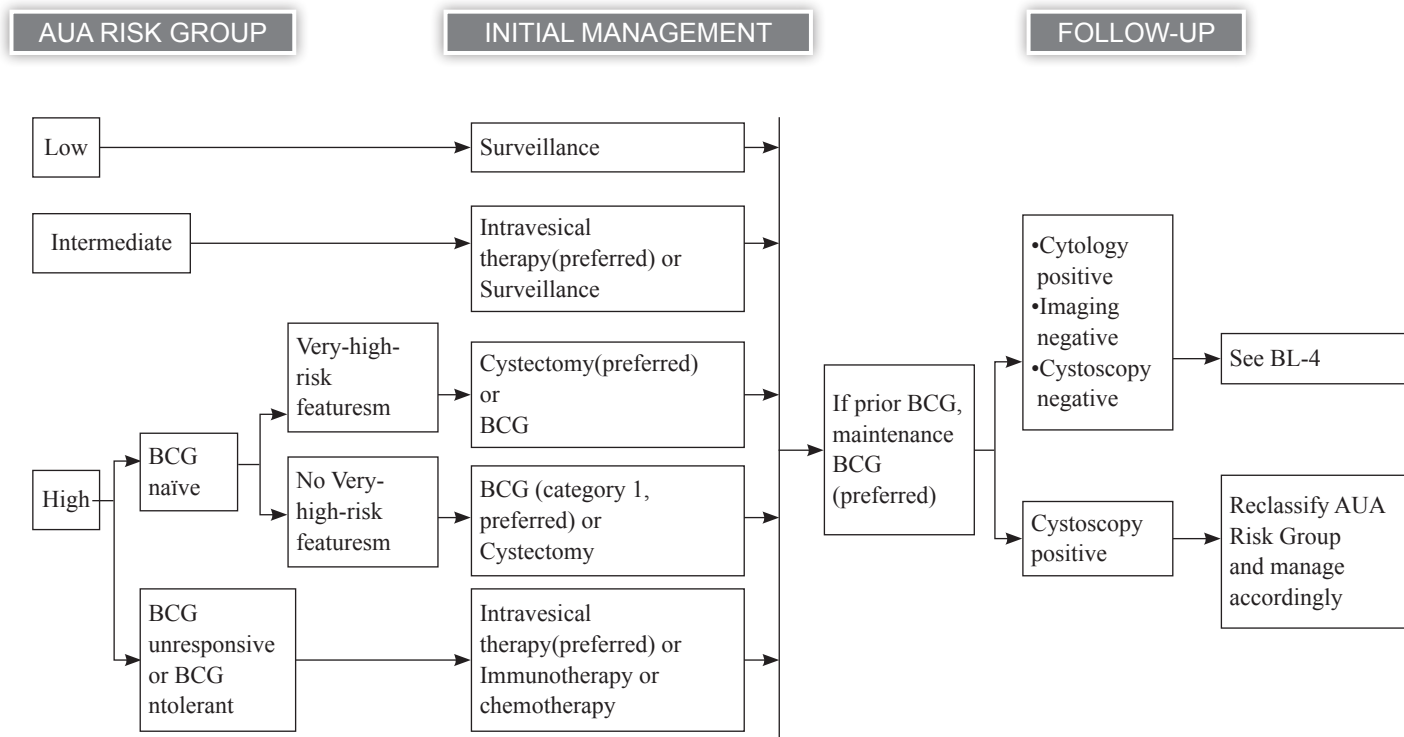 AUA RISK GROUP
INITIAL MANAGEMENT
FOLLOW-UP
Low
Surveillance
Intermediate
Intravesical
therapy(preferred) or
Surveillance
High
BCG
naïve
Very-high-
risk
featuresm
Cystectomy(preferred)
or
BCG
No Very-
high-risk
featuresm
BCG (category 1,
preferred) or
Cystectomy
BCG
unresponsive
or BCG
ntolerant
Intravesical
therapy(preferred) or
Immunotherapy or
chemotherapy
If prior BCG,
maintenance
BCG
(preferred)
•Cytology
positive
•Imaging
negative
•Cystoscopy
negative
See BL-4
Cystoscopy
positive
Reclassify AUA
Risk Group
and manage
accordingly